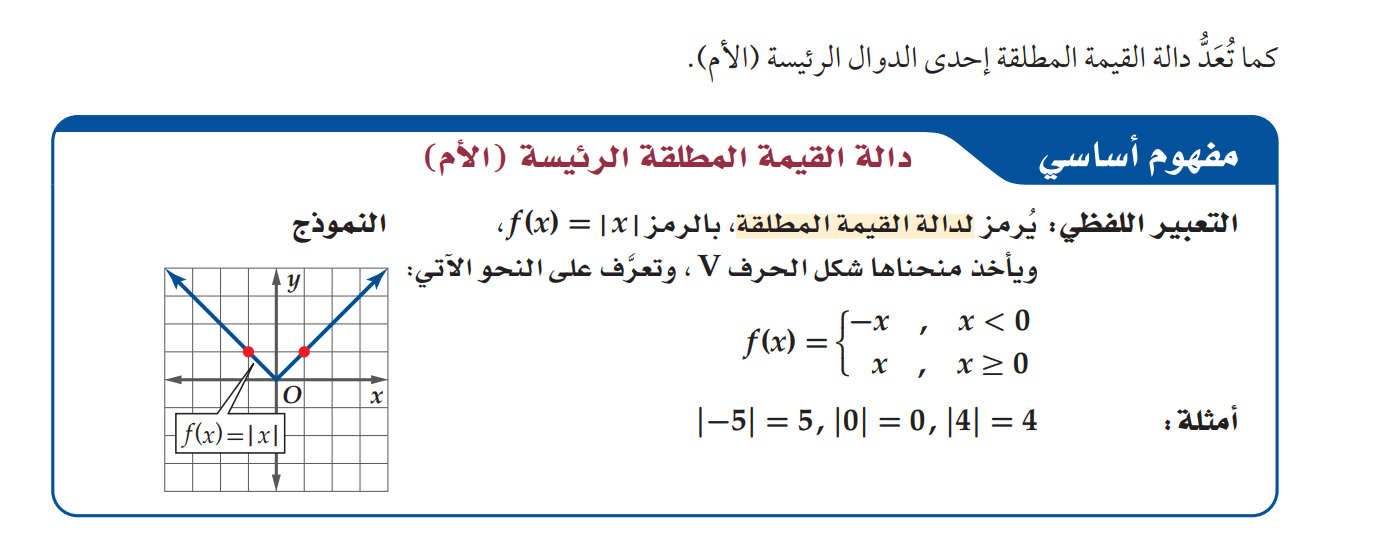 كما تُعَدُّ دالة القيمة المطلقة إحدى الدوال الرئيسة (الأم).
مفهوم أساسي
دالة القيمة المطلقة الرئيسة (الأم)
التعبير اللفظي: يُرمز لدالة القيمة المطلقة، بالرمز f(x) = |x|،
ويأخذ منحناها شكل الحرف V ، وتعرَّف على النحو الآتي:
f(x) = { −x , x < 0
x , x ≥ 0
أمثلة: |−5| = 5, |0| = 0, |4| = 4
النموذج
y
O
x
f(x)=|x|